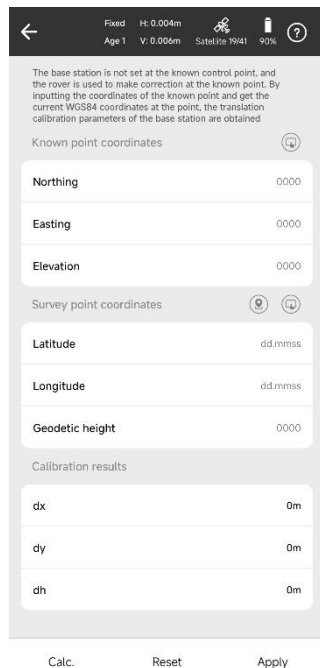 Fixed H: 0.004m
Age 1 V: 0.006m Satellite 19/41 90% ?
The base station is not set at the known control point, and
the rover is used to make correction at the known point. By
inputting the coordinates of the known point and get the
current WGS84 coordinates at the point, the translation
calibration parameters of the base station are obtained
Known point coordinates
Northing 0000
Easting 0000
Elevation 0000
Survey point coordinates
Latitude dd.mmss
Longitude dd.mmss
Geodetic height 0000
Calibration results
dx 0m
dy 0m
dh 0m
Calc. Reset Apply